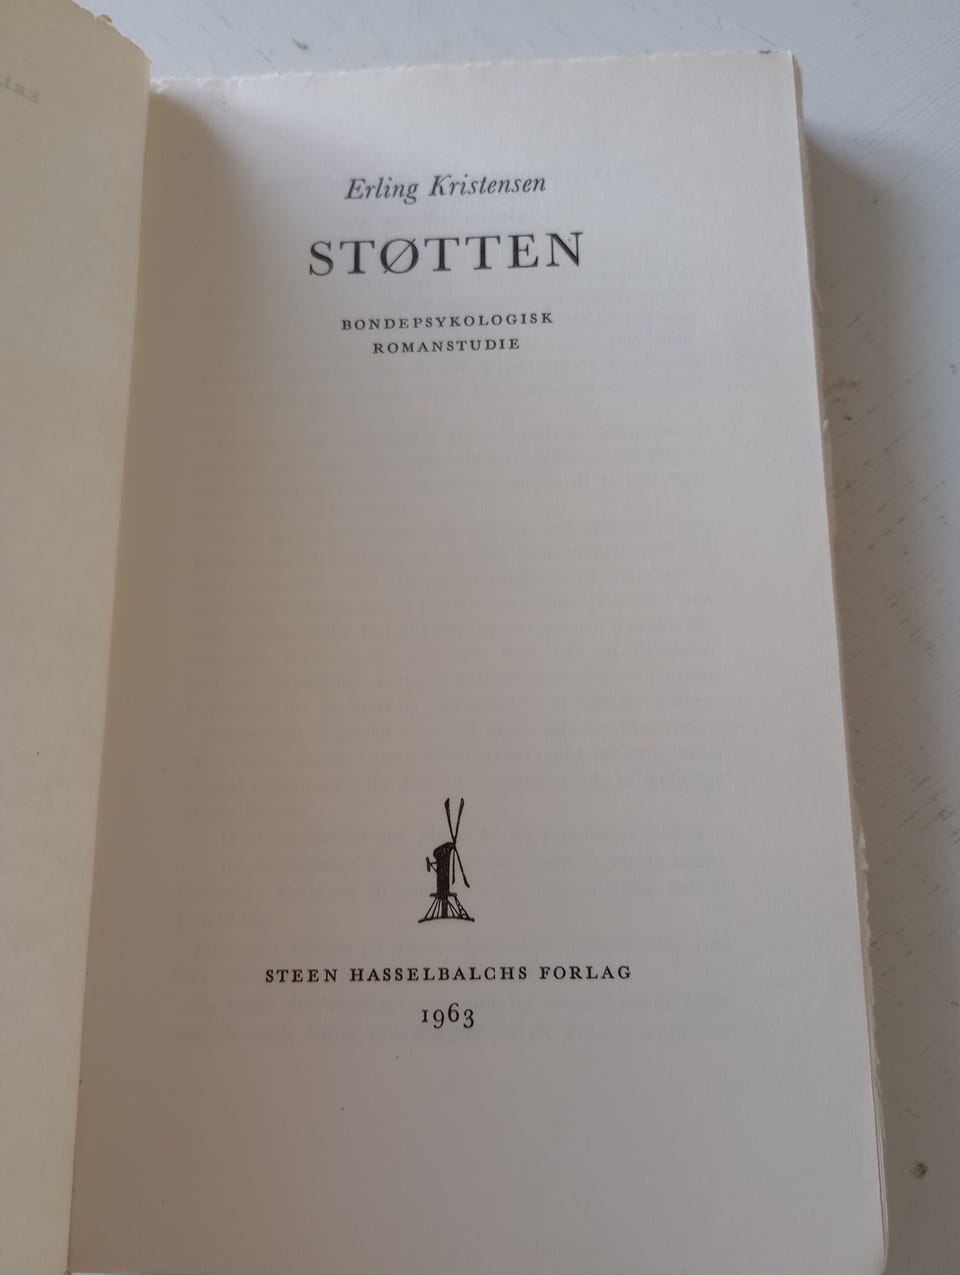 Erling Kristensen
STØTTEN
BONDEPSYKOLOGISK
ROMANSTUDIE
STEEN HASSELBALCHS FORLAG
1963